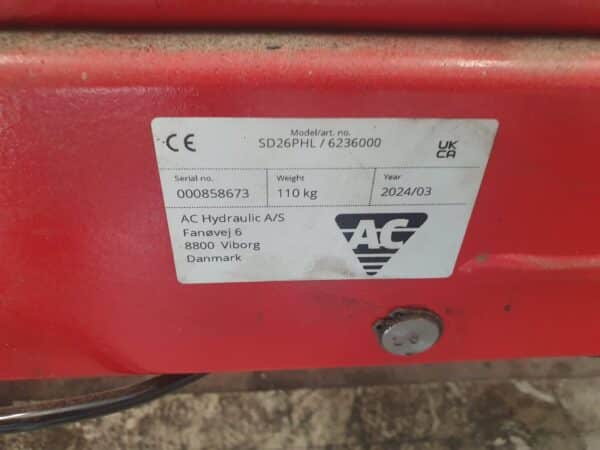 CE
Model/art. no.
SD26PHL / 6236000
UK
CA
Serial no. Weight Year
000858673 110 kg 2024/03
AC Hydraulic A/S
Fanøvej 6
8800 Viborg
Danmark
AC